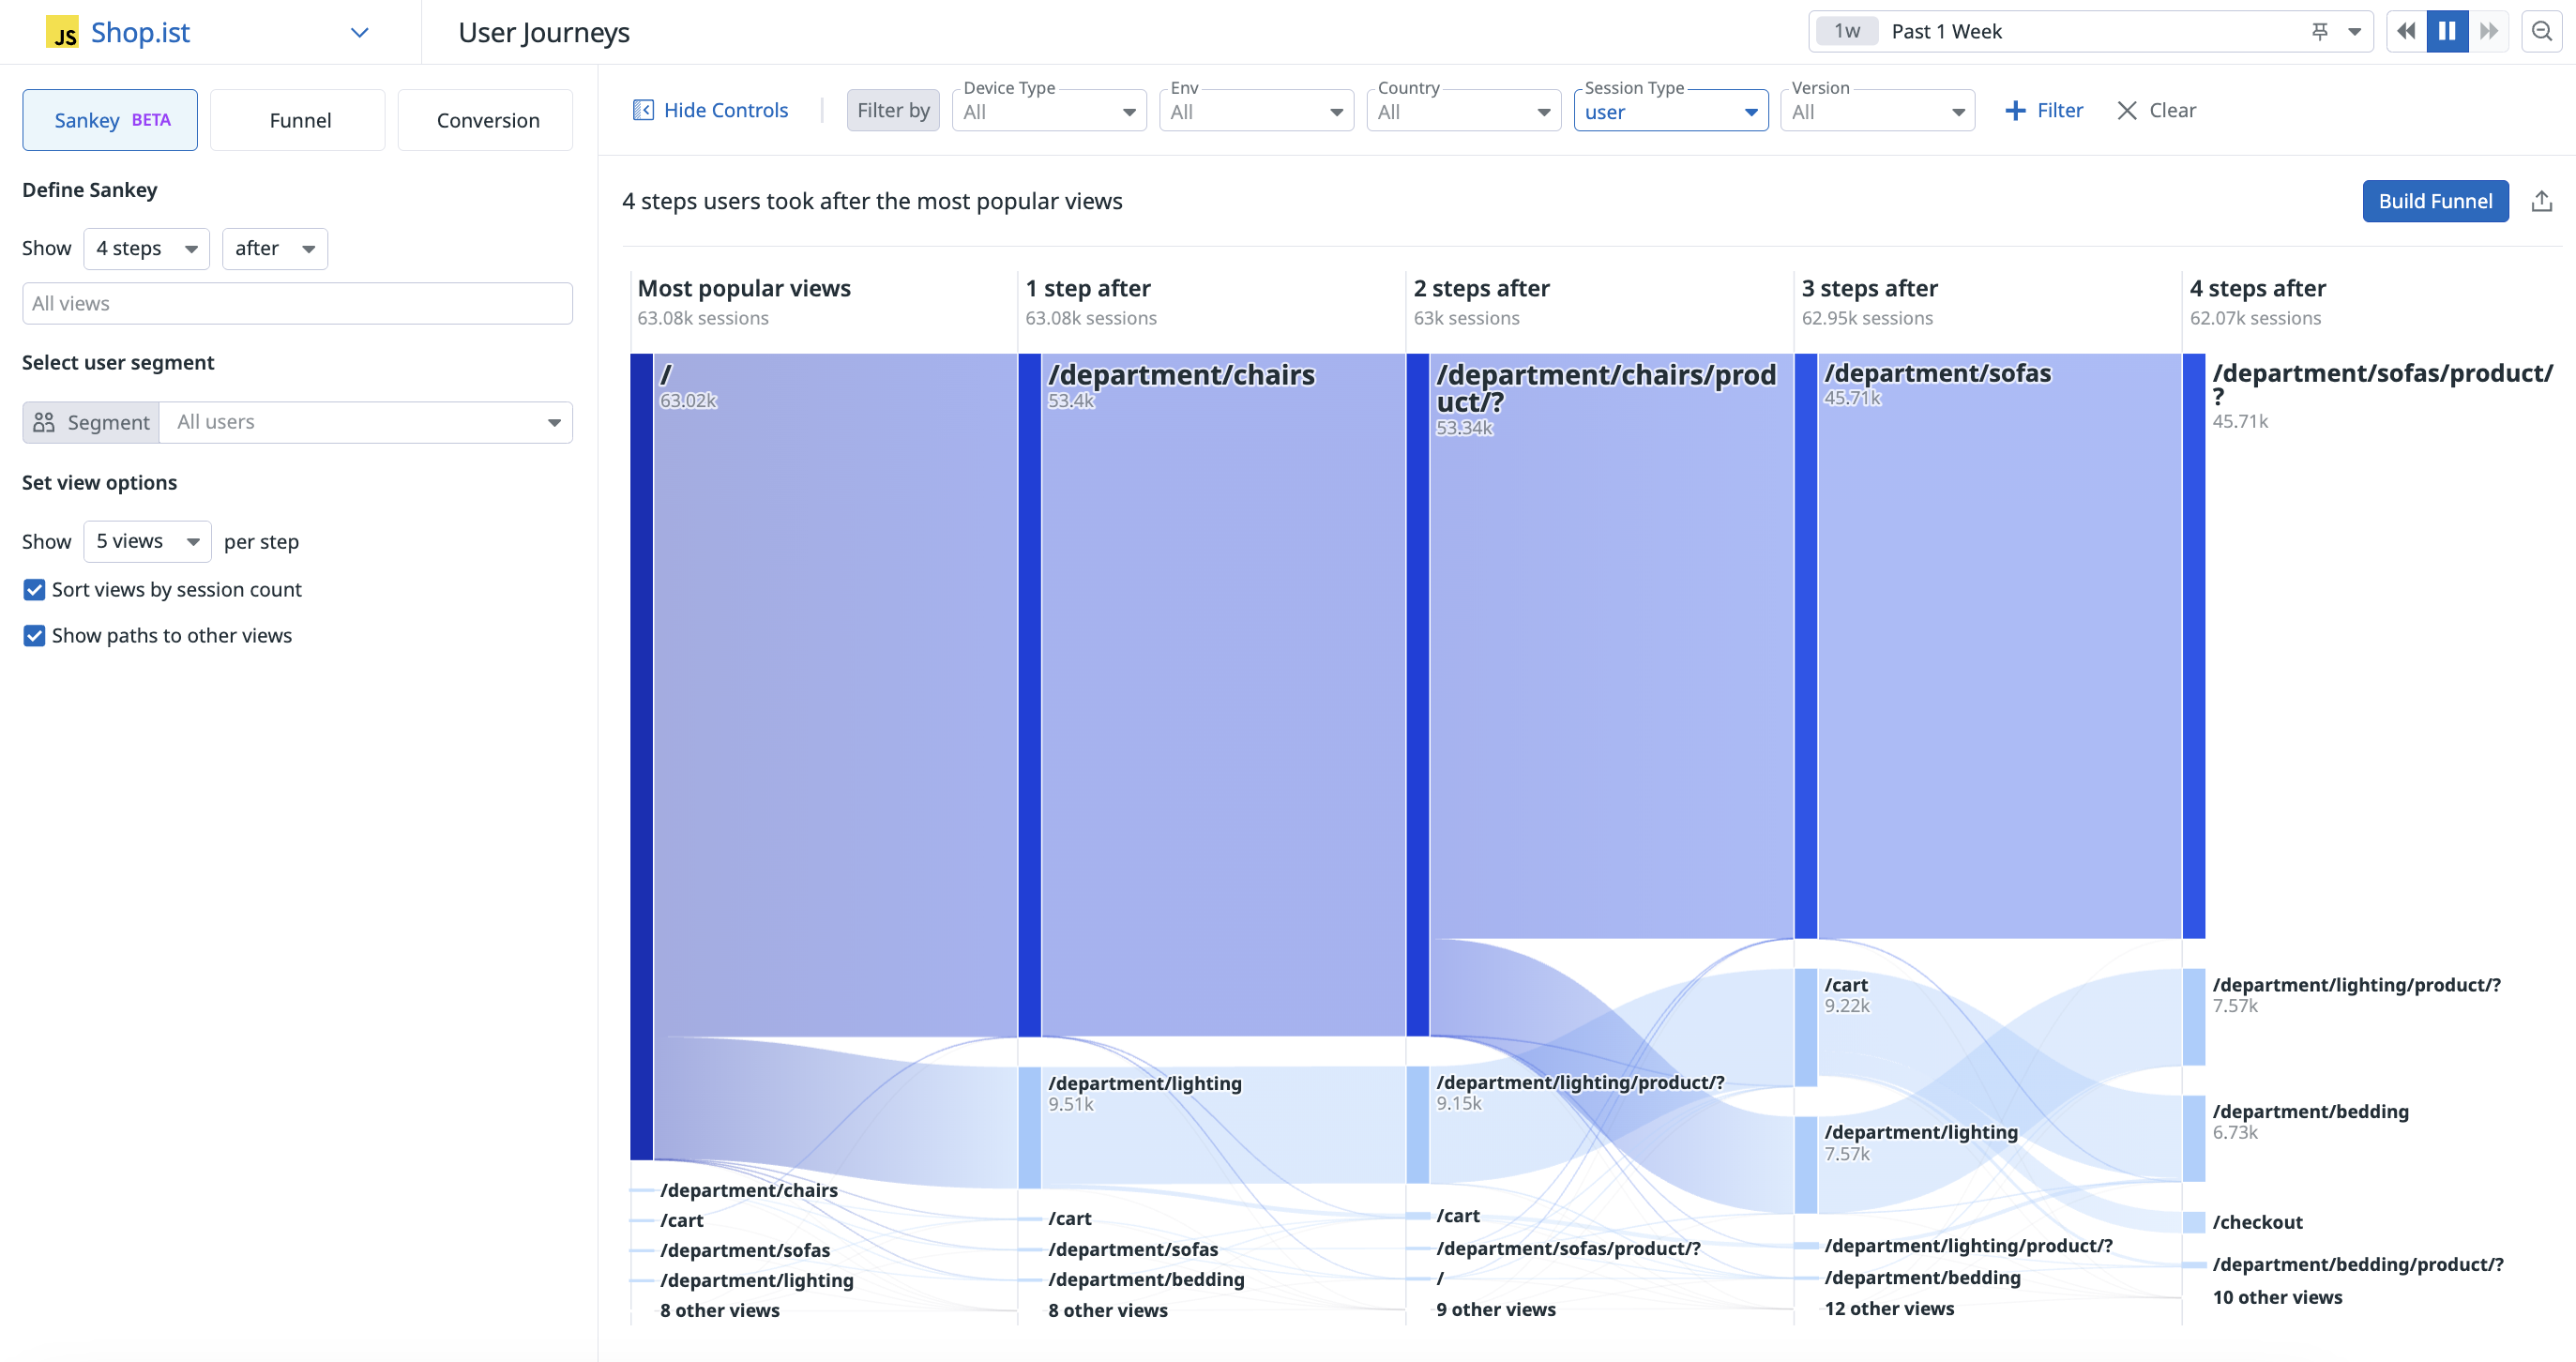 JS Shop.ist
User Journeys
1w Past 1 Week
Sankey BETA
Funnel
Conversion
Define Sankey
Show 4 steps after
All views
Select user segment
Segment All users
Set view options
Show 5 views per step
Sort views by session count
Show paths to other views
Hide Controls
Filter by
Device Type
All
Env
All
Country
All
Session Type
user
Version
All
Filter
Clear
4 steps users took after the most popular views
Build Funnel
Most popular views
63.08k sessions
/
63.02k
/department/chairs
/cart
/department/sofas
/department/lighting
8 other views
1 step after
63.08k sessions
/department/chairs
53.4k
/department/lighting
9.51k
/cart
/department/sofas
/department/bedding
8 other views
2 steps after
63k sessions
/department/chairs/prod
uct/?
53.34k
/department/lighting/product/?
9.15k
/cart
/department/sofas/product/?
/
9 other views
3 steps after
62.95k sessions
/department/sofas
45.71k
/cart
9.22k
/department/lighting
7.57k
/department/lighting/product/?
/department/bedding
12 other views
4 steps after
62.07k sessions
/department/sofas/product/
?
45.71k
/department/lighting/product/?
7.57k
/department/bedding
6.73k
/checkout
/department/bedding/product/?
10 other views